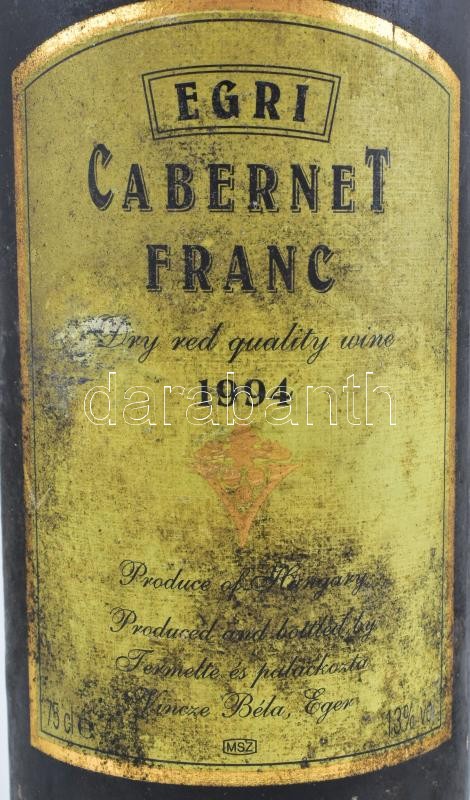 EGRI
CABERNET
FRANC
Dry red quality wine
1994
darabanth
Produce of Hungary
Produced and bottled by
Termelte és palackozta
Vincze Béla, Eger
75 cl e 13% vol
MSZ